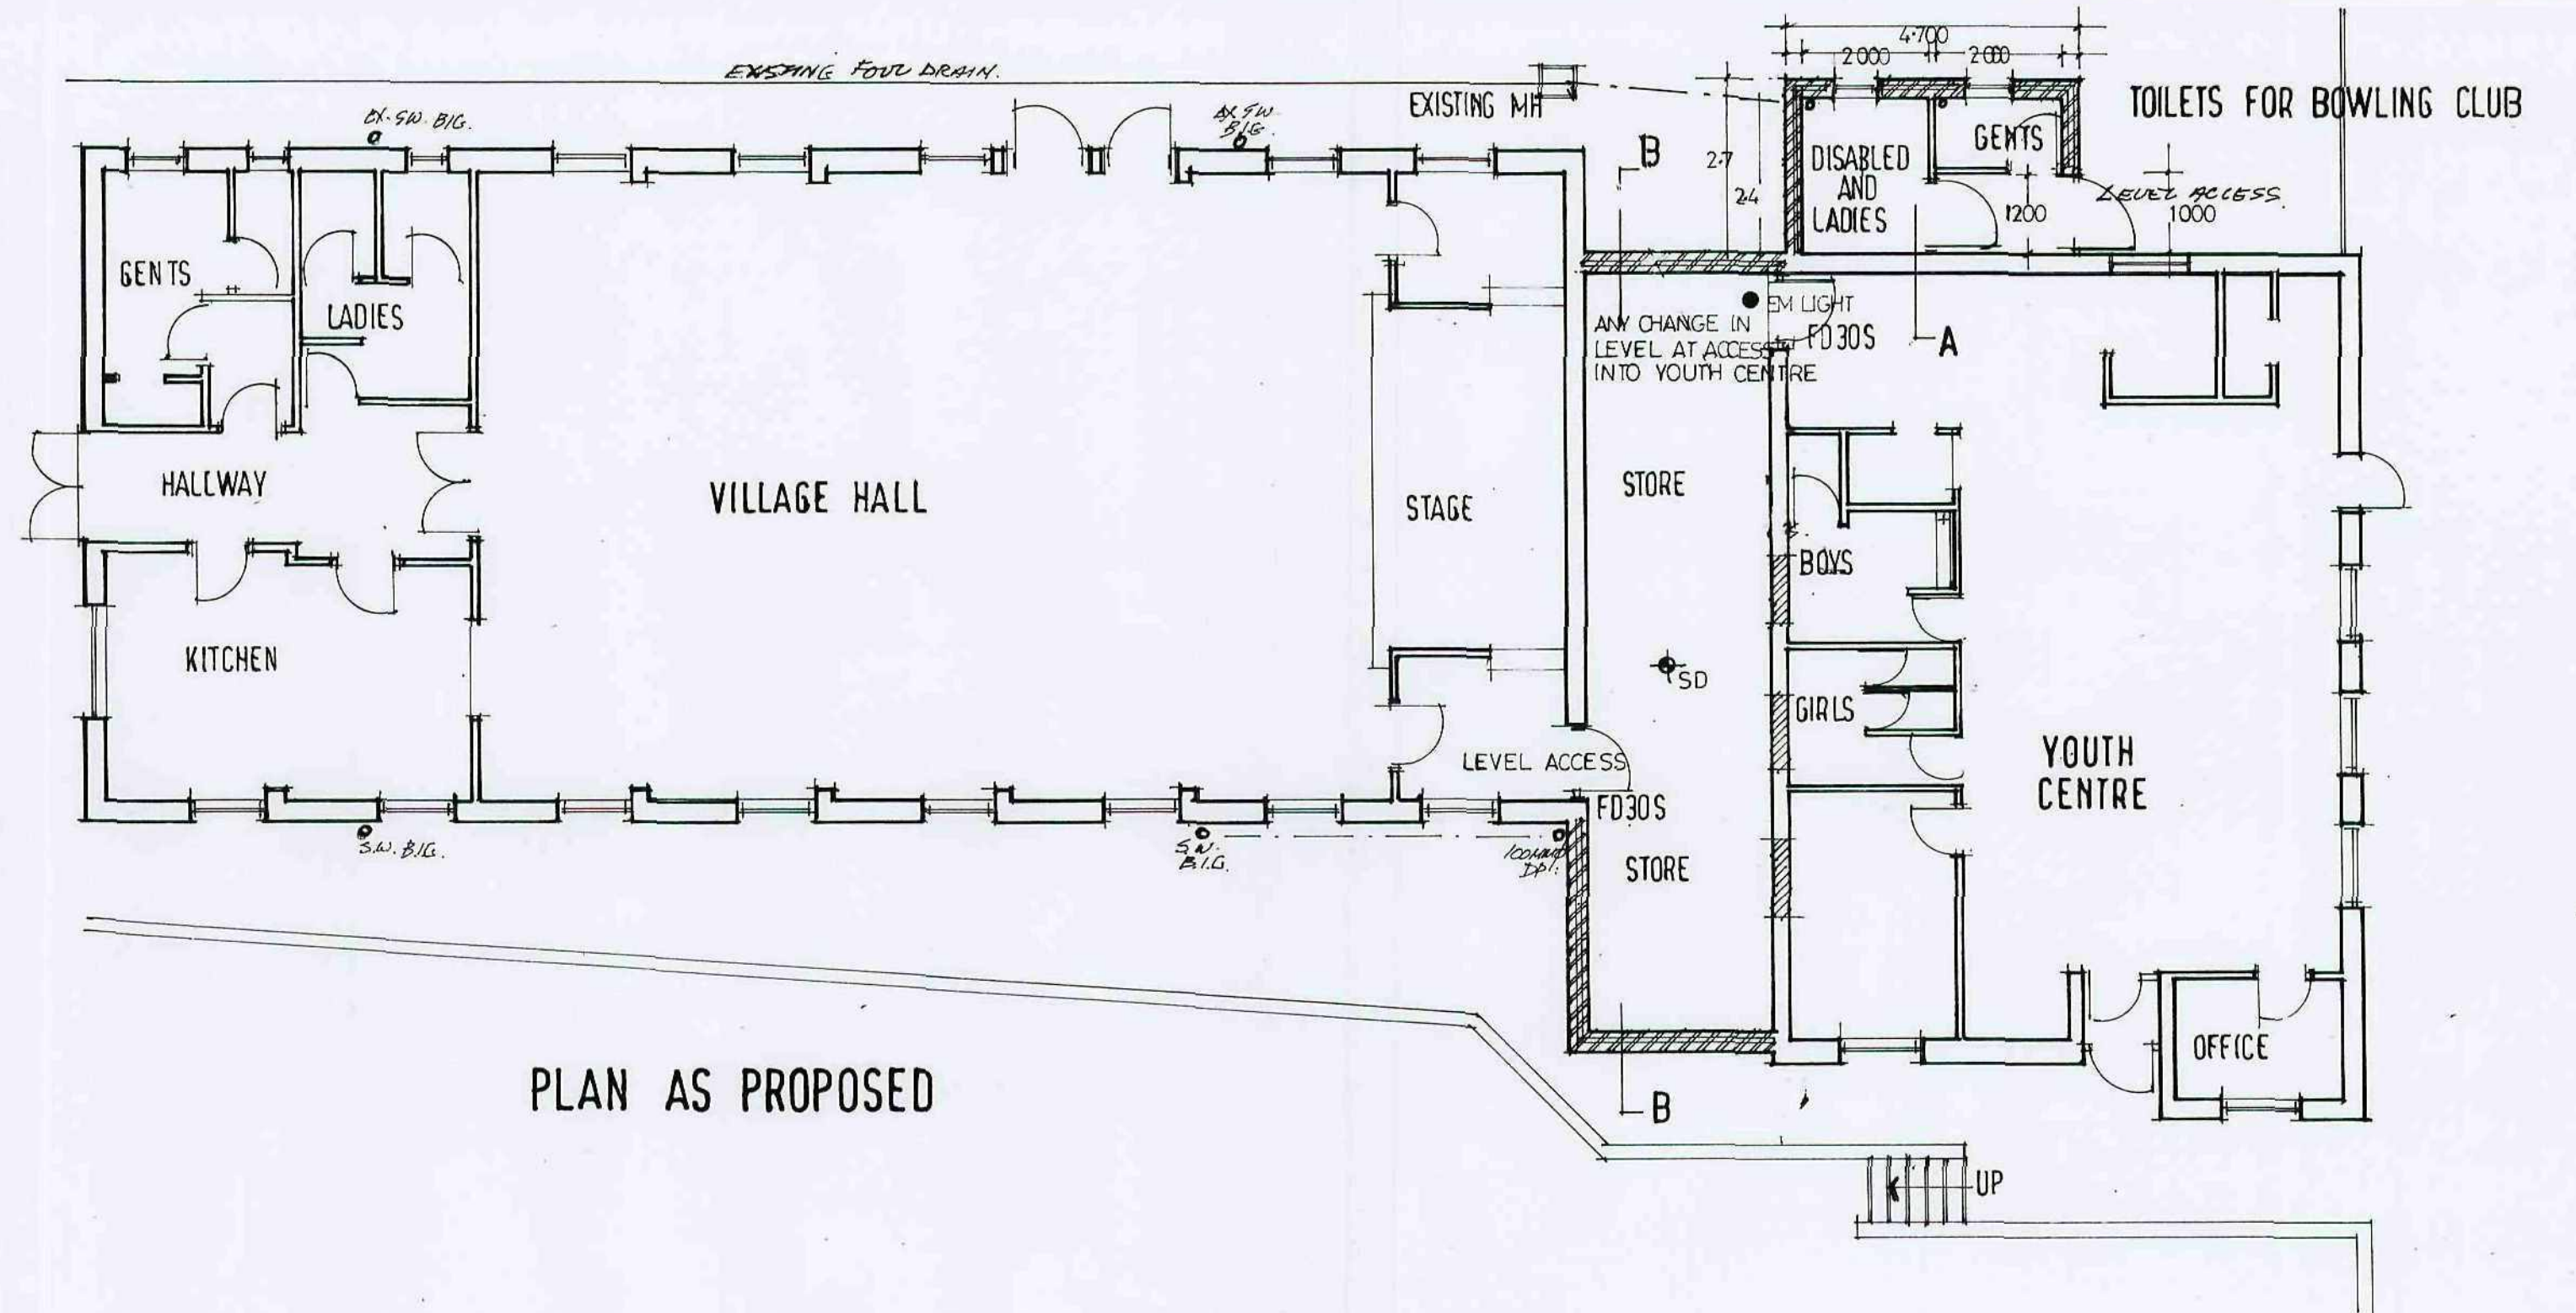 4.700
2000
2000
EXISTING FOUL DRAIN.
EXISTING MH
TOILETS FOR BOWLING CLUB
EX. SW. BIG.
EX SW
BIG.
B
2.7
2.4
DISABLED
AND
LADIES
GENTS
LEVEL ACCESS.
1200
1000
GENTS
LADIES
EM LIGHT
FD30S
A
ANY CHANGE IN
LEVEL AT ACCESS
INTO YOUTH CENTRE
HALLWAY
VILLAGE HALL
STAGE
STORE
BOYS
KITCHEN
SD
GIRLS
YOUTH
CENTRE
LEVEL ACCESS
FD30S
S.W. B.I.G.
S.W.
B.I.G.
100MM
STORE
OFFICE
PLAN AS PROPOSED
B
UP